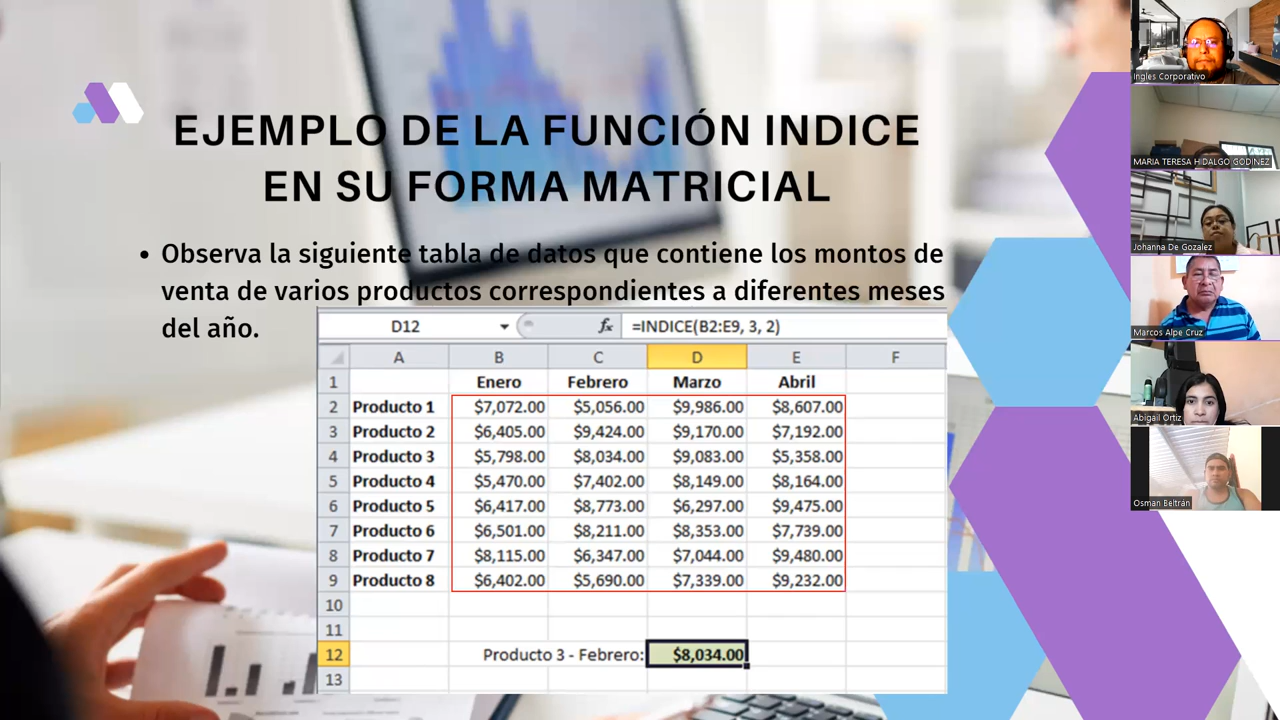 EJEMPLO DE LA FUNCIÓN INDICE
EN SU FORMA MATRICIAL
• Observa la siguiente tabla de datos que contiene los montos de
venta de varios productos correspondientes a diferentes meses
del año.
D12 fx =INDICE(B2:E9, 3, 2)
A B C D E F
1 Enero Febrero Marzo Abril
2 Producto 1 $7,072.00 $5,056.00 $9,986.00 $8,607.00
3 Producto 2 $6,405.00 $9,424.00 $9,170.00 $7,192.00
4 Producto 3 $5,798.00 $8,034.00 $9,083.00 $5,358.00
5 Producto 4 $5,470.00 $7,402.00 $8,149.00 $8,164.00
6 Producto 5 $6,417.00 $8,773.00 $6,297.00 $9,475.00
7 Producto 6 $6,501.00 $8,211.00 $8,353.00 $7,739.00
8 Producto 7 $8,115.00 $6,347.00 $7,044.00 $9,480.00
9 Producto 8 $6,402.00 $5,690.00 $7,339.00 $9,232.00
10
11
12 Producto 3 - Febrero: $8,034.00
13
Ingles Corporativo
MARIA TERESA HIDALGO GODINEZ
Johanna De Gozalez
Marcos Alpe Cruz
Abigail Ortiz
Osman Beltrán